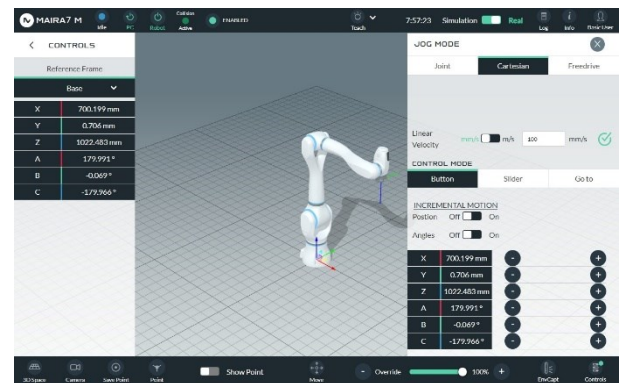 MAIRA7 M
Idle
PC
Robot
Collision
Active
ENABLED
Teach
7:57:23
Simulation
Real
Log
Info
Basic User
CONTROLS
Reference Frame
Base
X 700.199 mm
Y 0.706 mm
Z 1022.483 mm
A 179.991 °
B -0.069 °
C -179.966 °
JOG MODE
Joint
Cartesian
Freedrive
Linear
Velocity
mm/s
m/s
100
mm/s
CONTROL MODE
Button
Slider
Go to
INCREMENTAL MOTION
Postion Off On
Angles Off On
X 700.199 mm - +
Y 0.706 mm - +
Z 1022.483 mm - +
A 179.991 ° - +
B -0.069 ° - +
C -179.966 ° - +
3D Space
Camera
Save Point
Point
Show Point
Move
- Override 100% +
EnvCapt
Controls